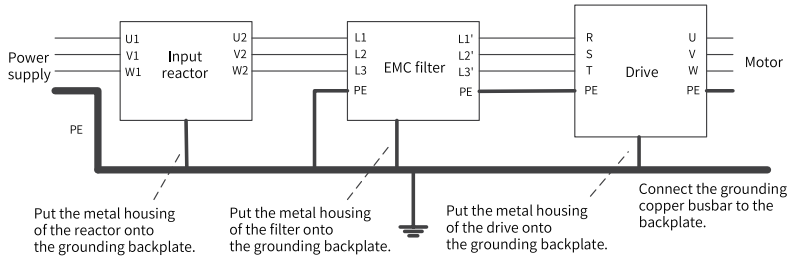 U1 U2 L1 L1' R U
Power V1 Input V2 L2 L2' S V Motor
supply W1 reactor W2 L3 EMC filter L3' T Drive W
PE PE PE PE
PE
Put the metal housing
of the reactor onto
the grounding backplate.
Put the metal housing
of the filter onto
the grounding backplate.
Put the metal housing
of the drive onto
the grounding backplate.
Connect the grounding
copper busbar to the
backplate.